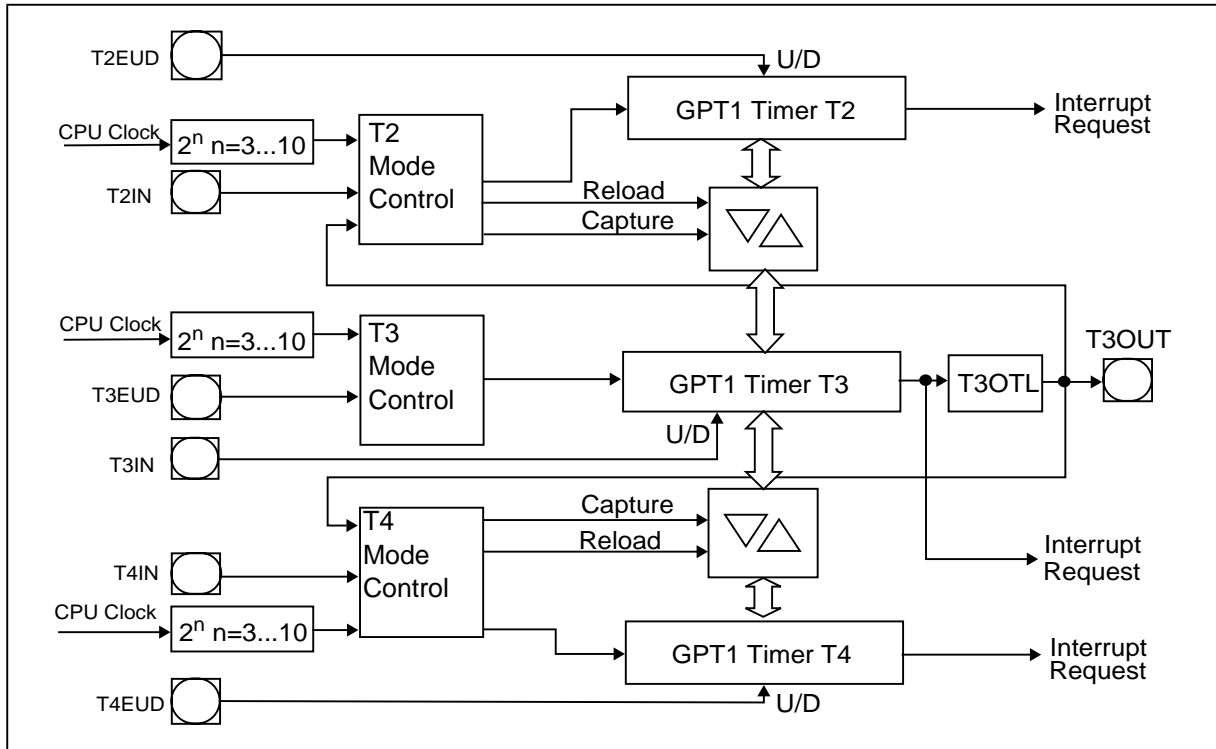 T2EUD
U/D
GPT1 Timer T2
Interrupt
Request
CPU Clock
2ⁿ n=3...10
T2
Mode
Control
T2IN
Reload
Capture
CPU Clock
2ⁿ n=3...10
T3
Mode
Control
T3OUT
GPT1 Timer T3
T3OTL
T3EUD
U/D
T3IN
Capture
Reload
T4
Mode
Control
Interrupt
Request
T4IN
CPU Clock
2ⁿ n=3...10
GPT1 Timer T4
Interrupt
Request
T4EUD
U/D